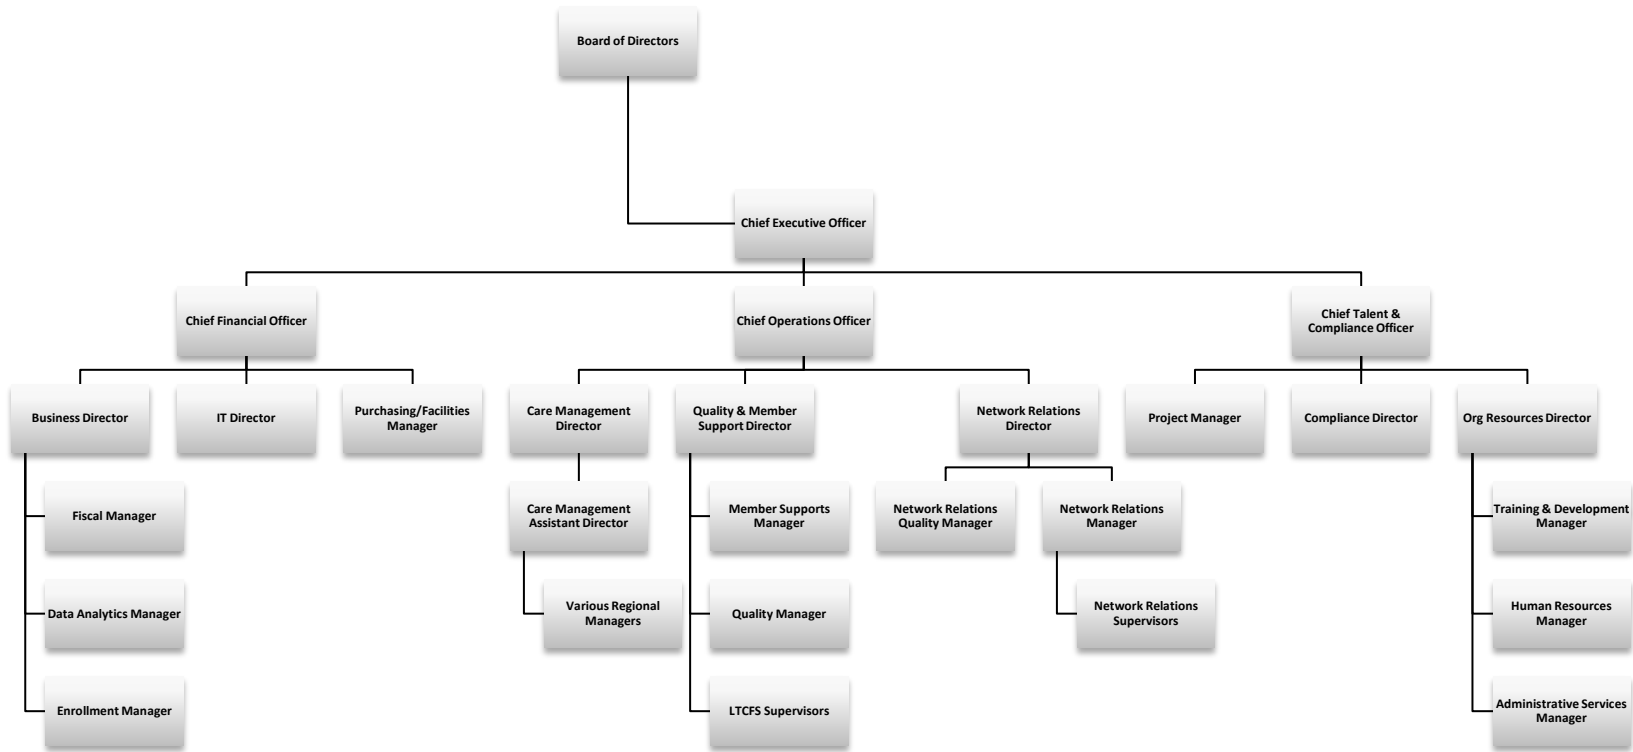 Board of Directors
Chief Executive Officer
Chief Financial Officer
Chief Operations Officer
Chief Talent &
Compliance Officer
Business Director
IT Director
Purchasing/Facilities
Manager
Care Management
Director
Quality & Member
Support Director
Network Relations
Director
Project Manager
Compliance Director
Org Resources Director
Fiscal Manager
Care Management
Assistant Director
Member Supports
Manager
Network Relations
Quality Manager
Network Relations
Manager
Training & Development
Manager
Data Analytics Manager
Various Regional
Managers
Quality Manager
Network Relations
Supervisors
Human Resources
Manager
Enrollment Manager
LTCFS Supervisors
Administrative Services
Manager